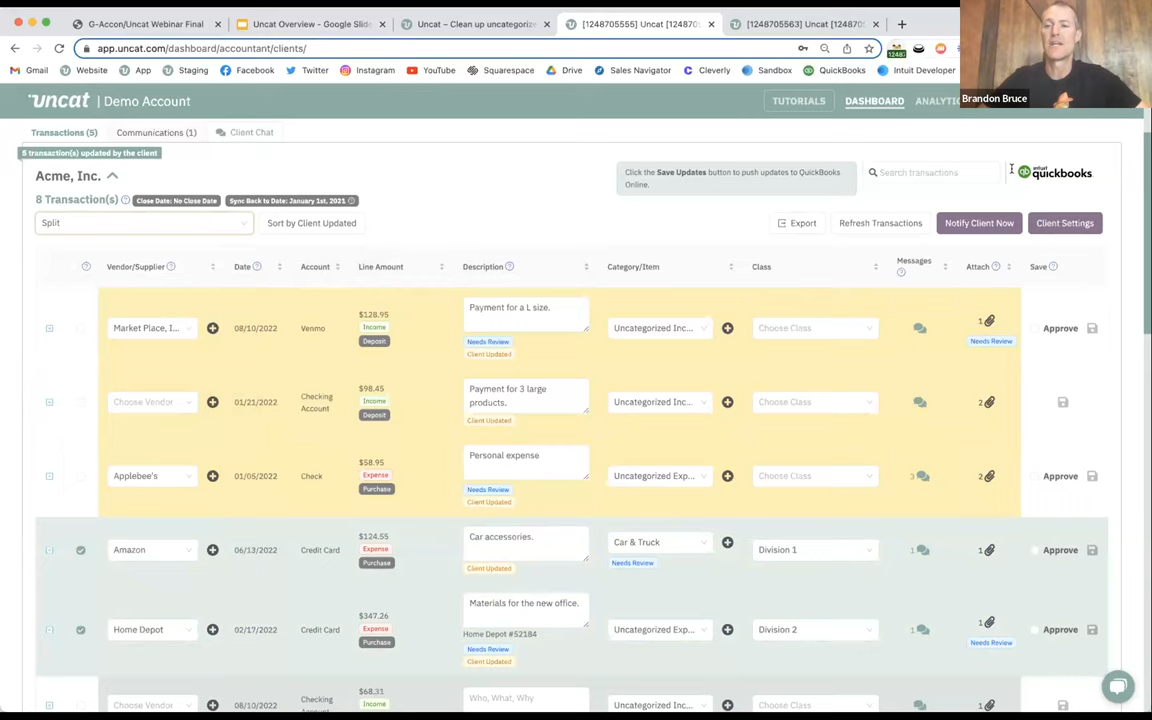 G-Accon/Uncat Webinar Final
Uncat Overview - Google Slide
Uncat – Clean up uncategorize
[1248705555] Uncat [124870
[1248705563] Uncat [1248705
app.uncat.com/dashboard/accountant/clients/
Gmail Website App Staging Facebook Twitter Instagram YouTube Squarespace Drive Sales Navigator Cleverly Sandbox QuickBooks Intuit Developer
Brandon Bruce
uncat | Demo Account
TUTORIALS DASHBOARD ANALYTIC
Transactions (5) Communications (1) Client Chat
5 transaction(s) updated by the client
Acme, Inc.
Click the Save Updates button to push updates to QuickBooks
Online.
Search transactions
intuit
quickbooks.
8 Transaction(s) Close Date: No Close Date Sync Back to Date: January 1st, 2021
Split Sort by Client Updated Export Refresh Transactions Notify Client Now Client Settings
Vendor/Supplier Date Account Line Amount Description Category/Item Class Messages Attach Save
Market Place, I... 08/10/2022 Venmo
$128.95
Income
Deposit
Payment for a L size.
Needs Review
Client Updated
Uncategorized Inc... Choose Class
1
Needs Review
Approve
Choose Vendor 01/21/2022
Checking
Account
$98.45
Income
Deposit
Payment for 3 large
products.
Client Updated
Uncategorized Inc... Choose Class
2
Applebee's 01/05/2022 Check
$58.95
Expense
Purchase
Personal expense
Needs Review
Client Updated
Uncategorized Exp... Choose Class
3 2 Approve
Amazon 06/13/2022 Credit Card
$124.55
Expense
Purchase
Car accessories.
Client Updated
Car & Truck
Needs Review
Division 1
1 1 Approve
Home Depot 02/17/2022 Credit Card
$347.26
Expense
Purchase
Materials for the new office.
Home Depot #52184
Needs Review
Client Updated
Uncategorized Exp... Division 2
1 1
Needs Review
Approve
Choose Vendor 08/10/2022
Checking
Account
$68.31
Income
Who, What, Why
Uncategorized Inc... Choose Class